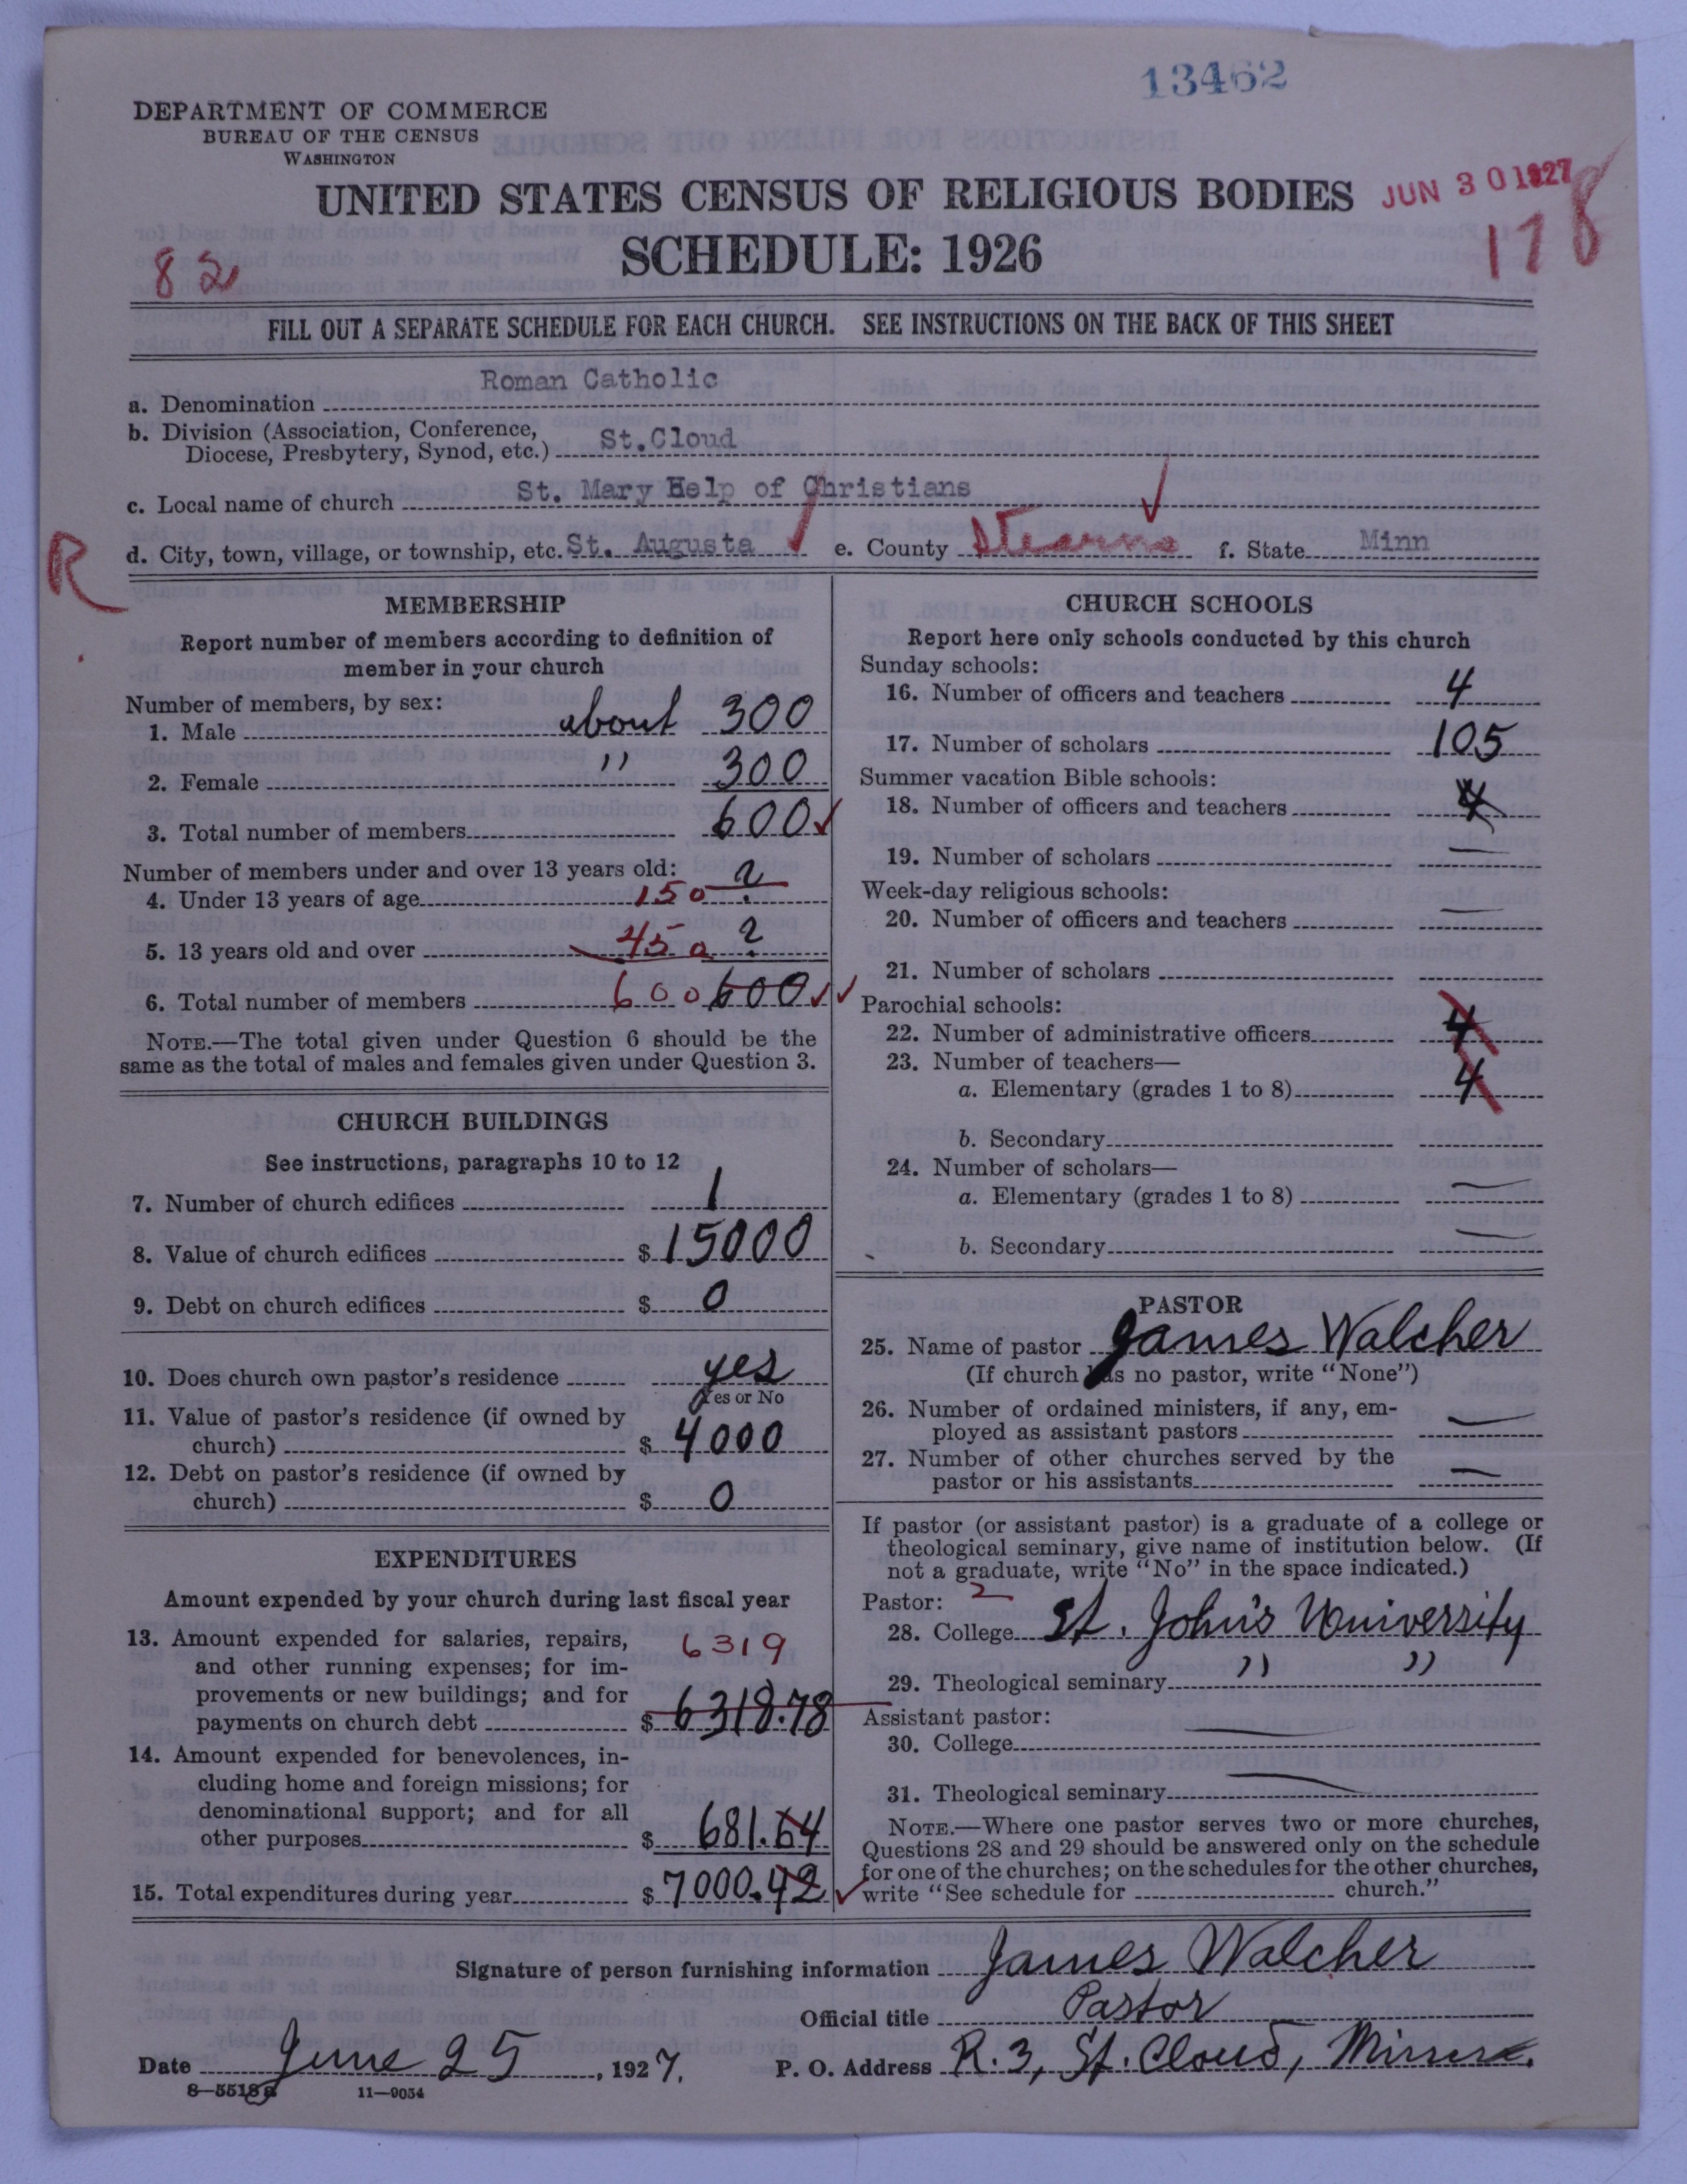 13462
DEPARTMENT OF COMMERCE
BUREAU OF THE CENSUS
WASHINGTON
UNITED STATES CENSUS OF RELIGIOUS BODIES
JUN 30 1927
SCHEDULE: 1926
82
178
FILL OUT A SEPARATE SCHEDULE FOR EACH CHURCH. SEE INSTRUCTIONS ON THE BACK OF THIS SHEET
a. Denomination Roman Catholic
b. Division (Association, Conference,
Diocese, Presbytery, Synod, etc.) St.Cloud
c. Local name of church St. Mary Help of Christians
R
d. City, town, village, or township, etc. St. Augusta e. County Stearns f. State Minn
MEMBERSHIP
Report number of members according to definition of
member in your church
Number of members, by sex:
1. Male about 300
2. Female " 300
3. Total number of members 600
Number of members under and over 13 years old:
4. Under 13 years of age 150 ?
5. 13 years old and over 450 ?
6. Total number of members 600 600
NOTE.—The total given under Question 6 should be the
same as the total of males and females given under Question 3.
CHURCH BUILDINGS
See instructions, paragraphs 10 to 12
7. Number of church edifices 1
8. Value of church edifices $ 15000
9. Debt on church edifices $ 0
10. Does church own pastor's residence yes
Yes or No
11. Value of pastor's residence (if owned by
church) $ 4000
12. Debt on pastor's residence (if owned by
church) $ 0
EXPENDITURES
Amount expended by your church during last fiscal year
13. Amount expended for salaries, repairs, 6319
and other running expenses; for im-
provements or new buildings; and for
payments on church debt $ 6318.78
14. Amount expended for benevolences, in-
cluding home and foreign missions; for
denominational support; and for all
other purposes $ 681.64
15. Total expenditures during year $ 7000.42
CHURCH SCHOOLS
Report here only schools conducted by this church
Sunday schools:
16. Number of officers and teachers 4
17. Number of scholars 105
Summer vacation Bible schools:
18. Number of officers and teachers 4
19. Number of scholars —
Week-day religious schools:
20. Number of officers and teachers —
21. Number of scholars
Parochial schools:
22. Number of administrative officers 4
23. Number of teachers—
a. Elementary (grades 1 to 8) 4
b. Secondary
24. Number of scholars—
a. Elementary (grades 1 to 8) —
b. Secondary —
PASTOR
25. Name of pastor James Walcher
(If church has no pastor, write "None")
26. Number of ordained ministers, if any, em-
ployed as assistant pastors —
27. Number of other churches served by the
pastor or his assistants —
If pastor (or assistant pastor) is a graduate of a college or
theological seminary, give name of institution below. (If
not a graduate, write "No" in the space indicated.)
Pastor: 2
28. College St. John's University
29. Theological seminary " "
Assistant pastor:
30. College —
31. Theological seminary —
NOTE.—Where one pastor serves two or more churches,
Questions 28 and 29 should be answered only on the schedule
for one of the churches; on the schedules for the other churches,
write "See schedule for church."
Signature of person furnishing information James Walcher
Official title Pastor
Date June 25, 1927. P. O. Address R. 3, St. Cloud, Minn.
8—5518a 11—9054